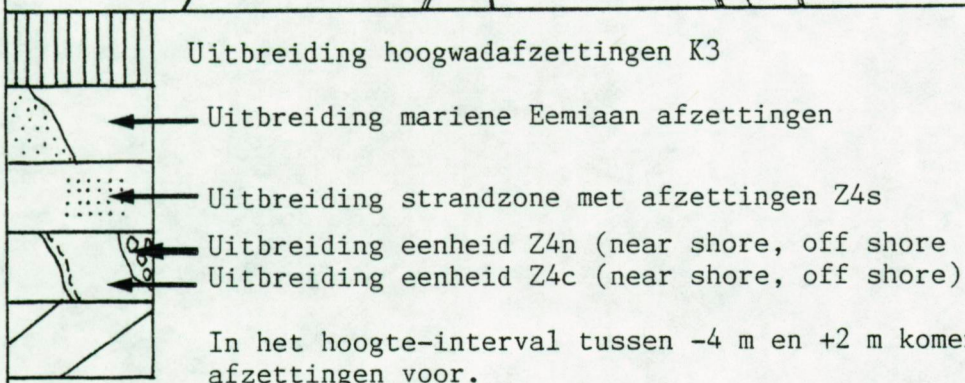 Uitbreiding hoogwadafzettingen K3
Uitbreiding mariene Eemiaan afzettingen
Uitbreiding strandzone met afzettingen Z4s
Uitbreiding eenheid Z4n (near shore, off shore
Uitbreiding eenheid Z4c (near shore, off shore)
In het hoogte-interval tussen -4 m en +2 m komen
afzettingen voor.